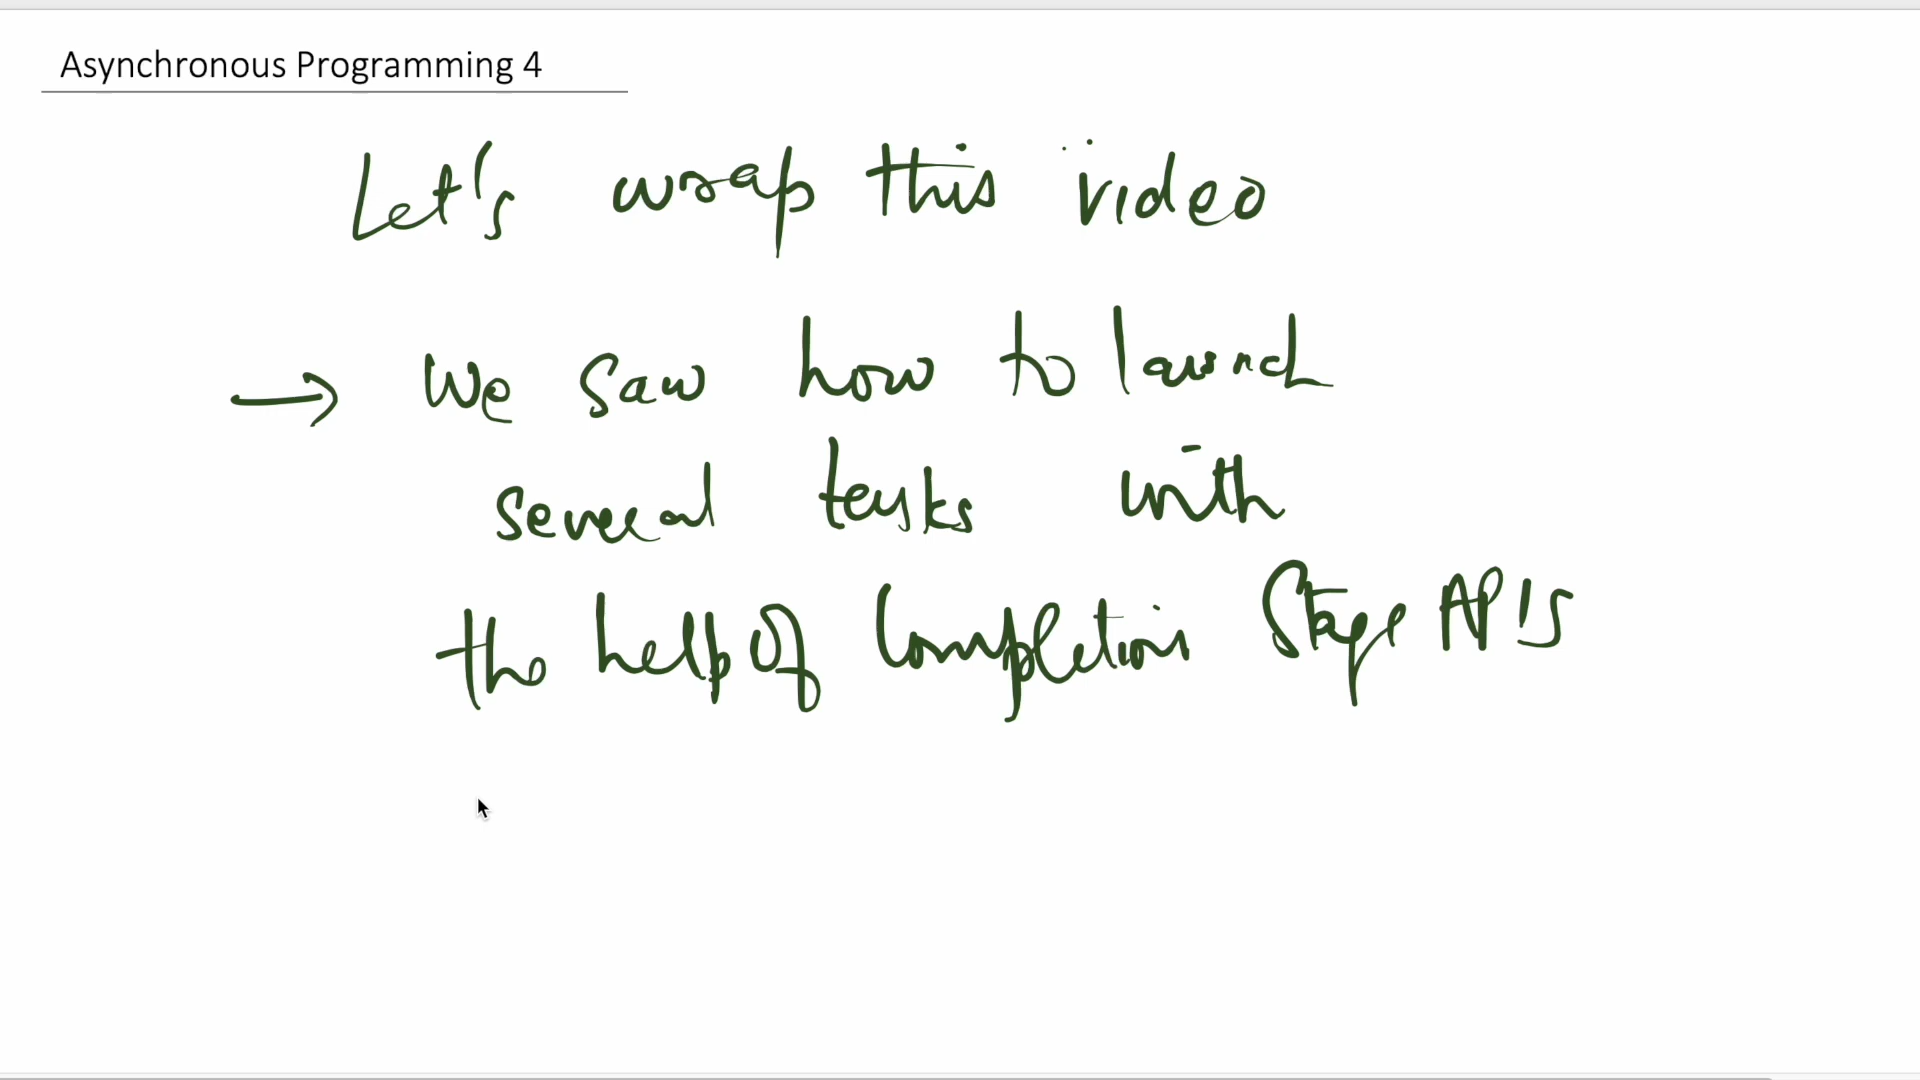 Asynchronous Programming 4
Let's wrap this video
→ We saw how to launch
several tasks with
the help of Completion Stage APIs